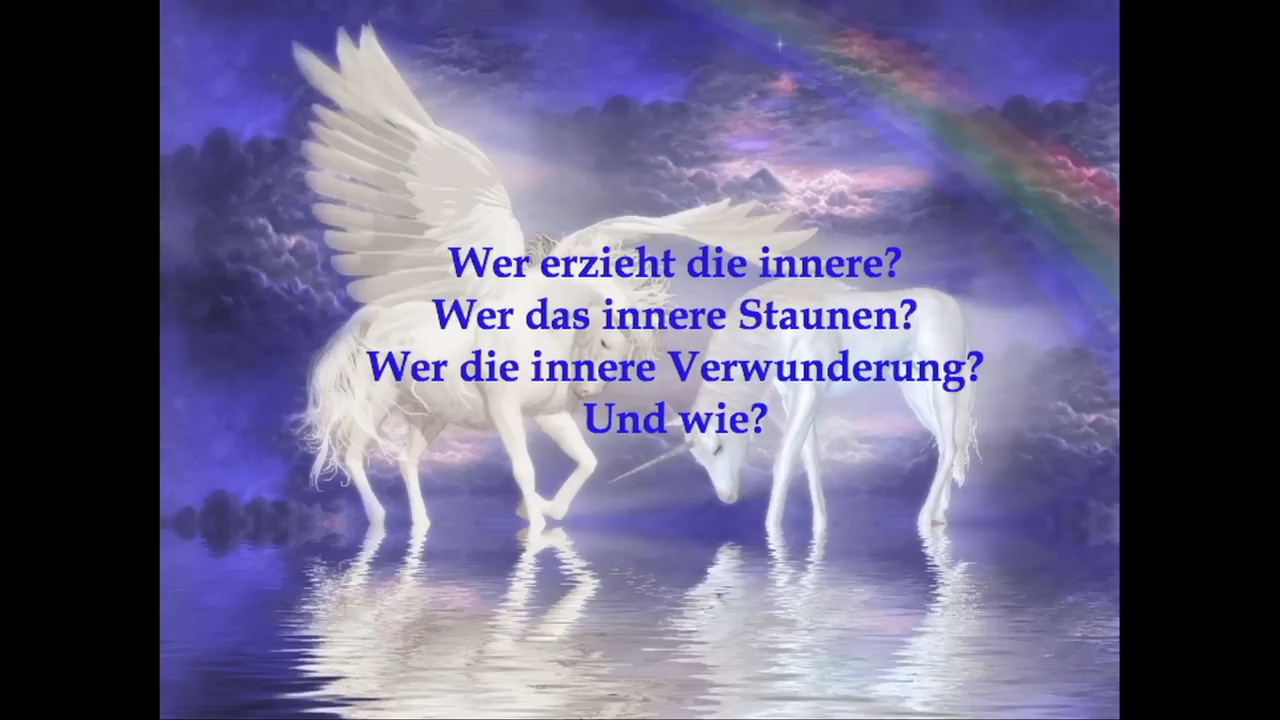 Wer erzieht die innere?
Wer das innere Staunen?
Wer die innere Verwunderung?
Und wie?